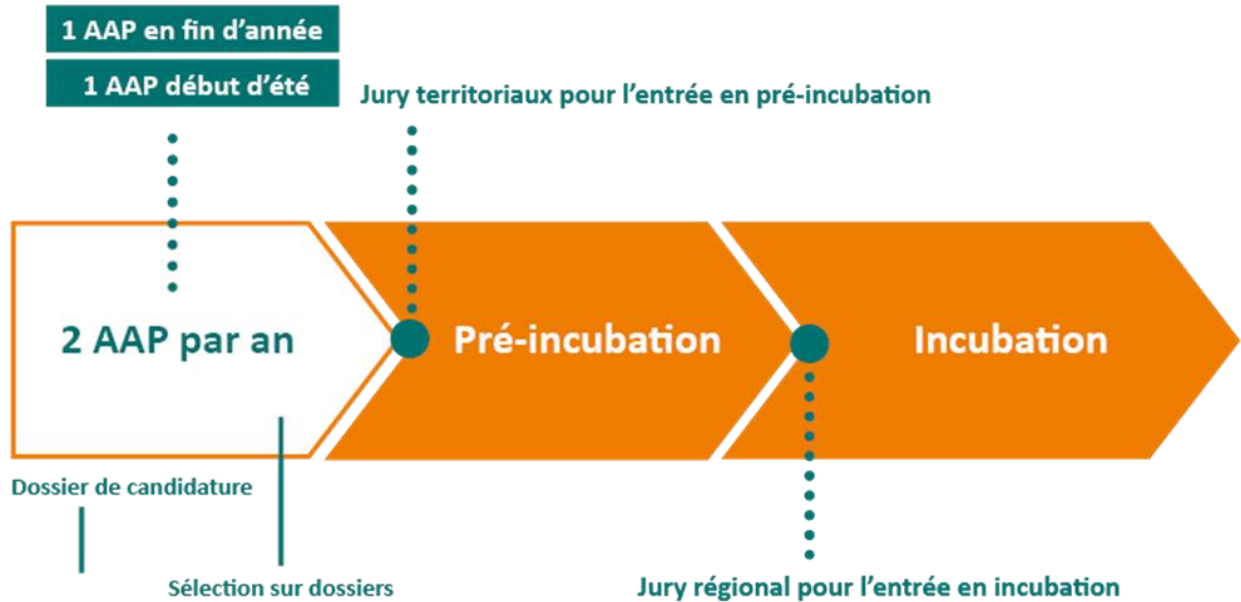 1 AAP en fin d’année
1 AAP début d’été
Jury territoriaux pour l’entrée en pré-incubation
2 AAP par an
Pré-incubation
Incubation
Dossier de candidature
Sélection sur dossiers
Jury régional pour l’entrée en incubation